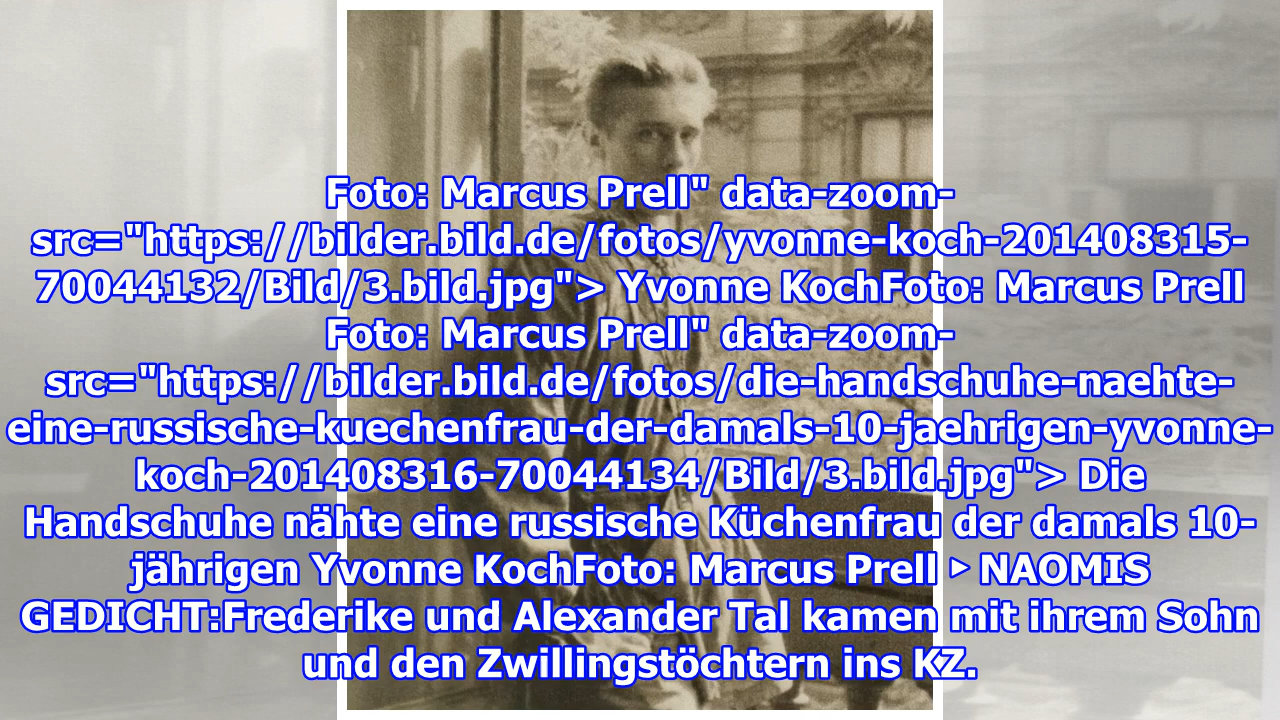 Foto: Marcus Prell" data-zoom-
src="https://bilder.bild.de/fotos/yvonne-koch-201408315-
70044132/Bild/3.bild.jpg"> Yvonne KochFoto: Marcus Prell
Foto: Marcus Prell" data-zoom-
src="https://bilder.bild.de/fotos/die-handschuhe-naehte-
eine-russische-kuechenfrau-der-damals-10-jaehrigen-yvonne-
koch-201408316-70044134/Bild/3.bild.jpg"> Die
Handschuhe nähte eine russische Küchenfrau der damals 10-
jährigen Yvonne KochFoto: Marcus Prell ‣ NAOMIS
GEDICHT:Frederike und Alexander Tal kamen mit ihrem Sohn
und den Zwillingstöchtern ins KZ.